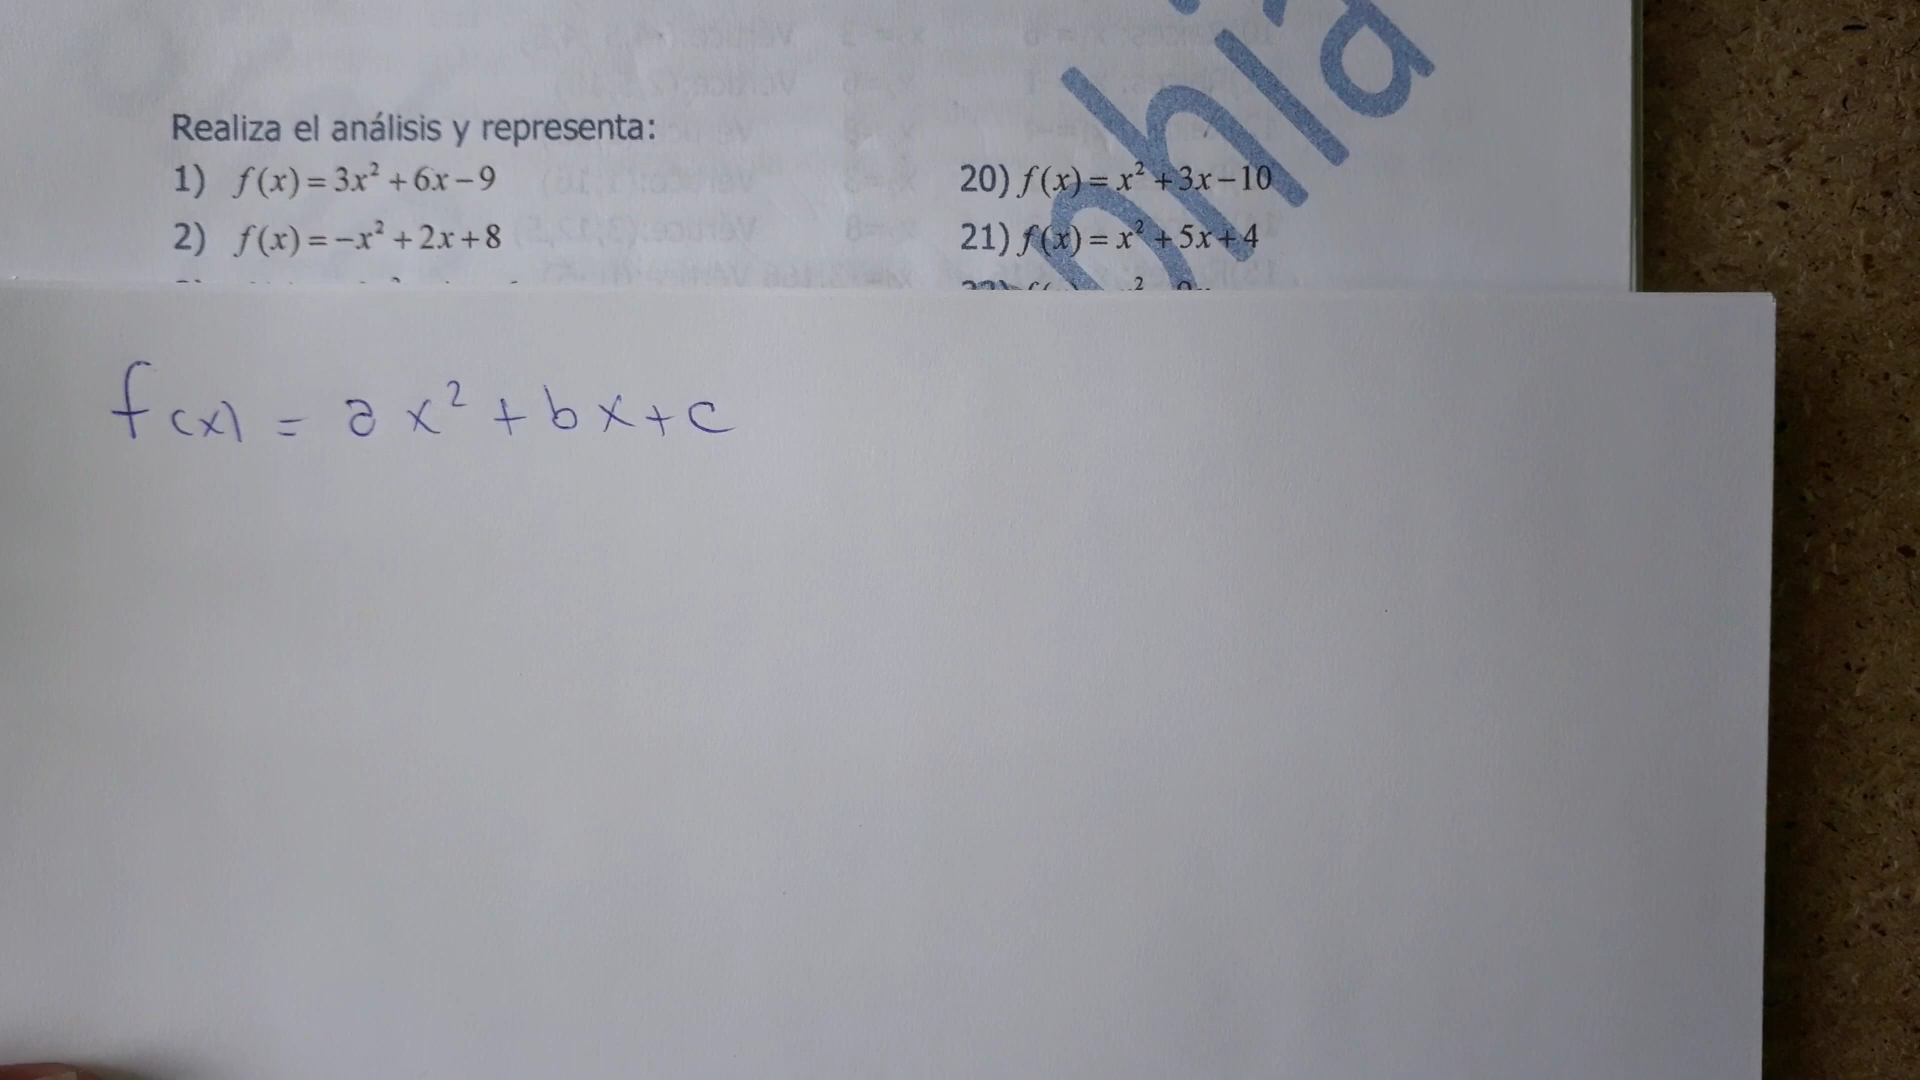 Realiza el análisis y representa:
1) f(x)=3x²+6x−9
2) f(x)=−x²+2x+8
20) f(x)=x²+3x−10
21) f(x)=x²+5x+4
f(x) = ax²+bx+c